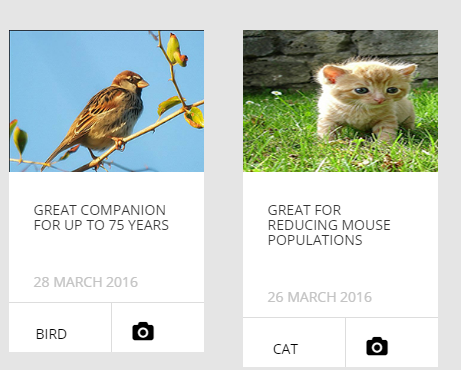 GREAT COMPANION
FOR UP TO 75 YEARS
28 MARCH 2016
BIRD
GREAT FOR
REDUCING MOUSE
POPULATIONS
26 MARCH 2016
CAT